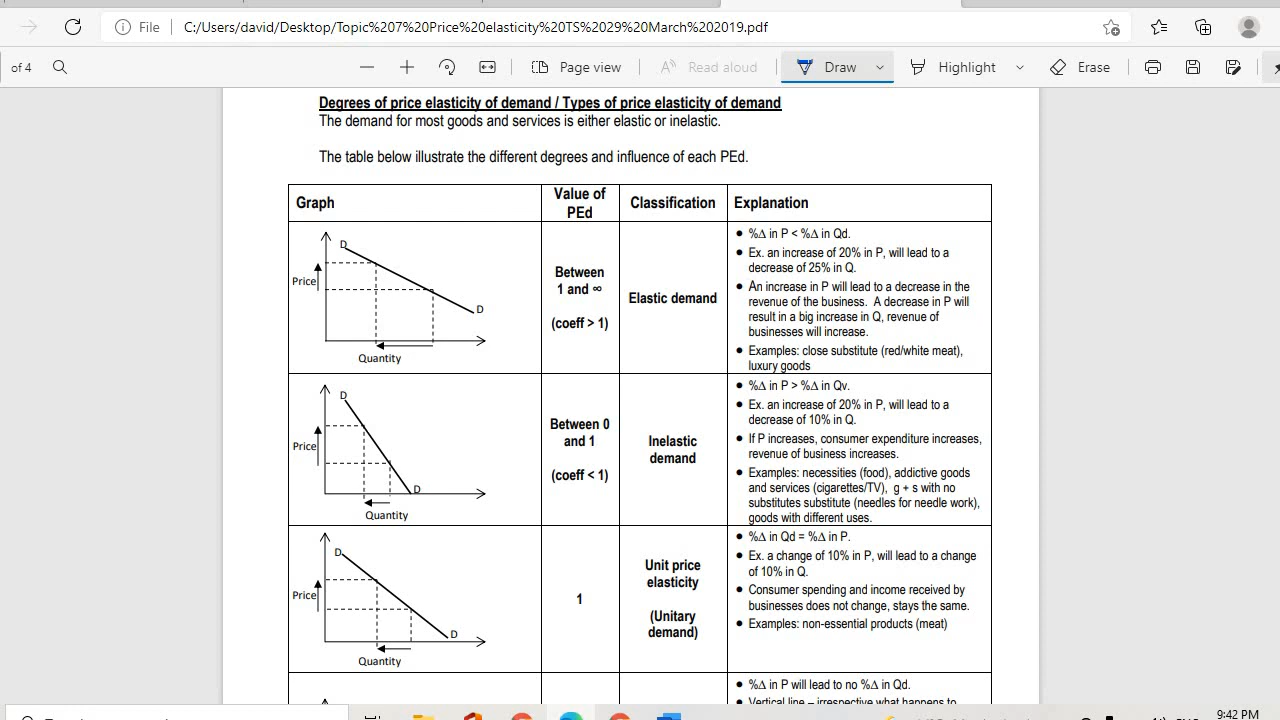 File
C:/Users/david/Desktop/Topic%207%20Price%20elasticity%20TS%2029%20March%202019.pdf
of 4
Page view
Read aloud
Draw
Highlight
Erase
Degrees of price elasticity of demand / Types of price elasticity of demand
The demand for most goods and services is either elastic or inelastic.
The table below illustrate the different degrees and influence of each PEd.
Graph
Value of
PEd
Classification
Explanation
D
Price
D
Quantity
Between
1 and ∞
(coeff > 1)
Elastic demand
● %Δ in P < %Δ in Qd.
● Ex. an increase of 20% in P, will lead to a
decrease of 25% in Q.
● An increase in P will lead to a decrease in the
revenue of the business. A decrease in P will
result in a big increase in Q, revenue of
businesses will increase.
● Examples: close substitute (red/white meat),
luxury goods
D
Price
D
Quantity
Between 0
and 1
(coeff < 1)
Inelastic
demand
● %Δ in P > %Δ in Qv.
● Ex. an increase of 20% in P, will lead to a
decrease of 10% in Q.
● If P increases, consumer expenditure increases,
revenue of business increases.
● Examples: necessities (food), addictive goods
and services (cigarettes/TV), g + s with no
substitutes substitute (needles for needle work),
goods with different uses.
D
Price
D
Quantity
1
Unit price
elasticity
(Unitary
demand)
● %Δ in Qd = %Δ in P.
● Ex. a change of 10% in P, will lead to a change
of 10% in Q.
● Consumer spending and income received by
businesses does not change, stays the same.
● Examples: non-essential products (meat)
● %Δ in P will lead to no %Δ in Qd.
● Vertical line – irrespective what happens to
9:42 PM